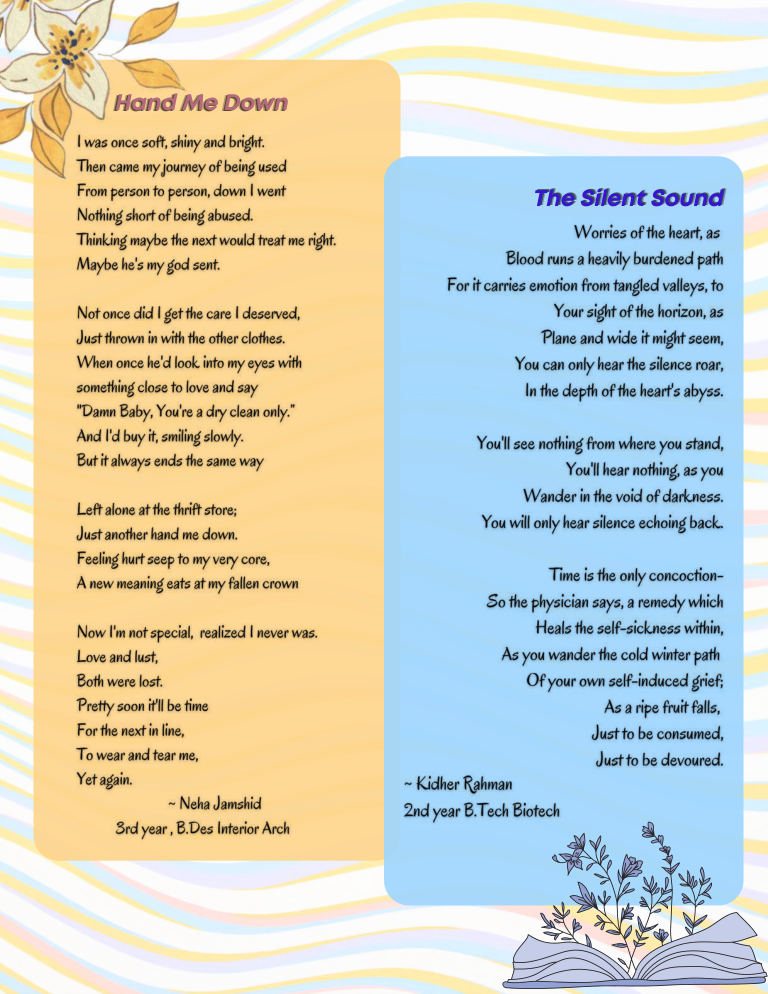 Hand Me Down
I was once soft, shiny and bright.
Then came my journey of being used
From person to person, down I went
Nothing short of being abused.
Thinking maybe the next would treat me right.
Maybe he's my god sent.
Not once did I get the care I deserved,
Just thrown in with the other clothes.
When once he'd look into my eyes with
something close to love and say
"Damn Baby, You're a dry clean only."
And I'd buy it, smiling slowly.
But it always ends the same way
Left alone at the thrift store;
Just another hand me down.
Feeling hurt seep to my very core,
A new meaning eats at my fallen crown
Now I'm not special, realized I never was.
Love and lust,
Both were lost.
Pretty soon it'll be time
For the next in line,
To wear and tear me,
Yet again.
~ Neha Jamshid
3rd year , B.Des Interior Arch
The Silent Sound
Worries of the heart, as
Blood runs a heavily burdened path
For it carries emotion from tangled valleys, to
Your sight of the horizon, as
Plane and wide it might seem,
You can only hear the silence roar,
In the depth of the heart's abyss.
You'll see nothing from where you stand,
You'll hear nothing, as you
Wander in the void of darkness.
You will only hear silence echoing back.
Time is the only concoction-
So the physician says, a remedy which
Heals the self-sickness within,
As you wander the cold winter path
Of your own self-induced grief;
As a ripe fruit falls,
Just to be consumed,
Just to be devoured.
~ Kidher Rahman
2nd year B.Tech Biotech